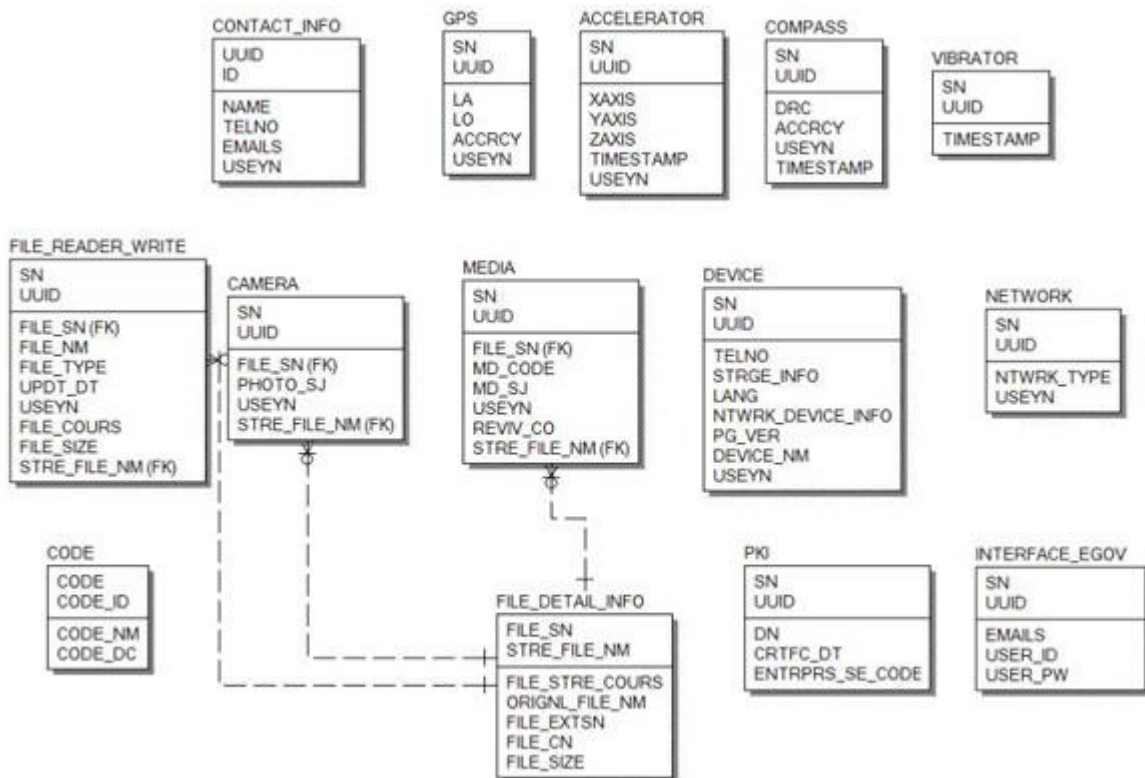 CONTACT_INFO
UUID
ID
NAME
TELNO
EMAILS
USEYN
GPS
SN
UUID
LA
LO
ACCRCY
USEYN
ACCELERATOR
SN
UUID
XAXIS
YAXIS
ZAXIS
TIMESTAMP
USEYN
COMPASS
SN
UUID
DRC
ACCRCY
USEYN
TIMESTAMP
VIBRATOR
SN
UUID
TIMESTAMP
FILE_READER_WRITE
SN
UUID
FILE_SN (FK)
FILE_NM
FILE_TYPE
UPDT_DT
USEYN
FILE_COURS
FILE_SIZE
STRE_FILE_NM (FK)
CAMERA
SN
UUID
FILE_SN (FK)
PHOTO_SJ
USEYN
STRE_FILE_NM (FK)
MEDIA
SN
UUID
FILE_SN (FK)
MD_CODE
MD_SJ
USEYN
REVIV_CO
STRE_FILE_NM (FK)
DEVICE
SN
UUID
TELNO
STRGE_INFO
LANG
NTWRK_DEVICE_INFO
PG_VER
DEVICE_NM
USEYN
NETWORK
SN
UUID
NTWRK_TYPE
USEYN
CODE
CODE
CODE_ID
CODE_NM
CODE_DC
FILE_DETAIL_INFO
FILE_SN
STRE_FILE_NM
FILE_STRE_COURS
ORIGNL_FILE_NM
FILE_EXTSN
FILE_CN
FILE_SIZE
PKI
SN
UUID
DN
CRTFC_DT
ENTRPRS_SE_CODE
INTERFACE_EGOV
SN
UUID
EMAILS
USER_ID
USER_PW